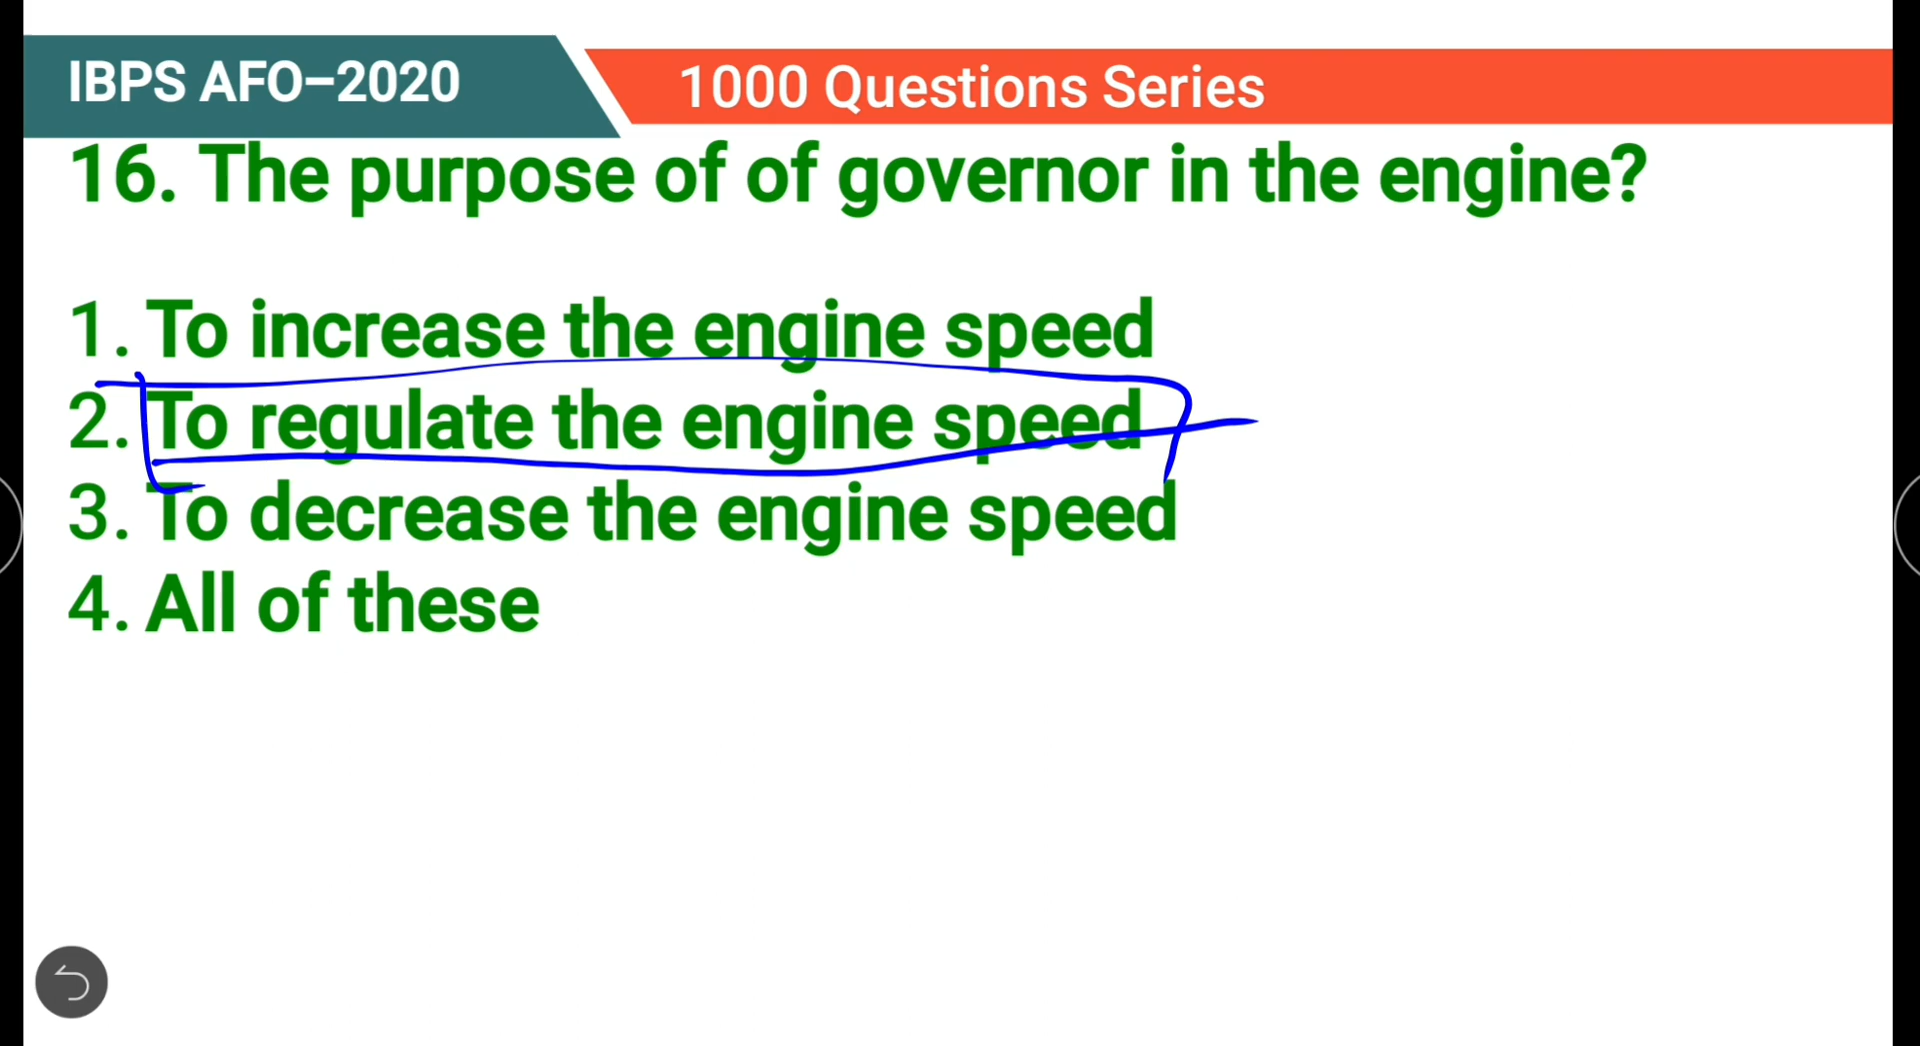 IBPS AFO–2020
1000 Questions Series
16. The purpose of of governor in the engine?
1. To increase the engine speed
2. To regulate the engine speed
3. To decrease the engine speed
4. All of these